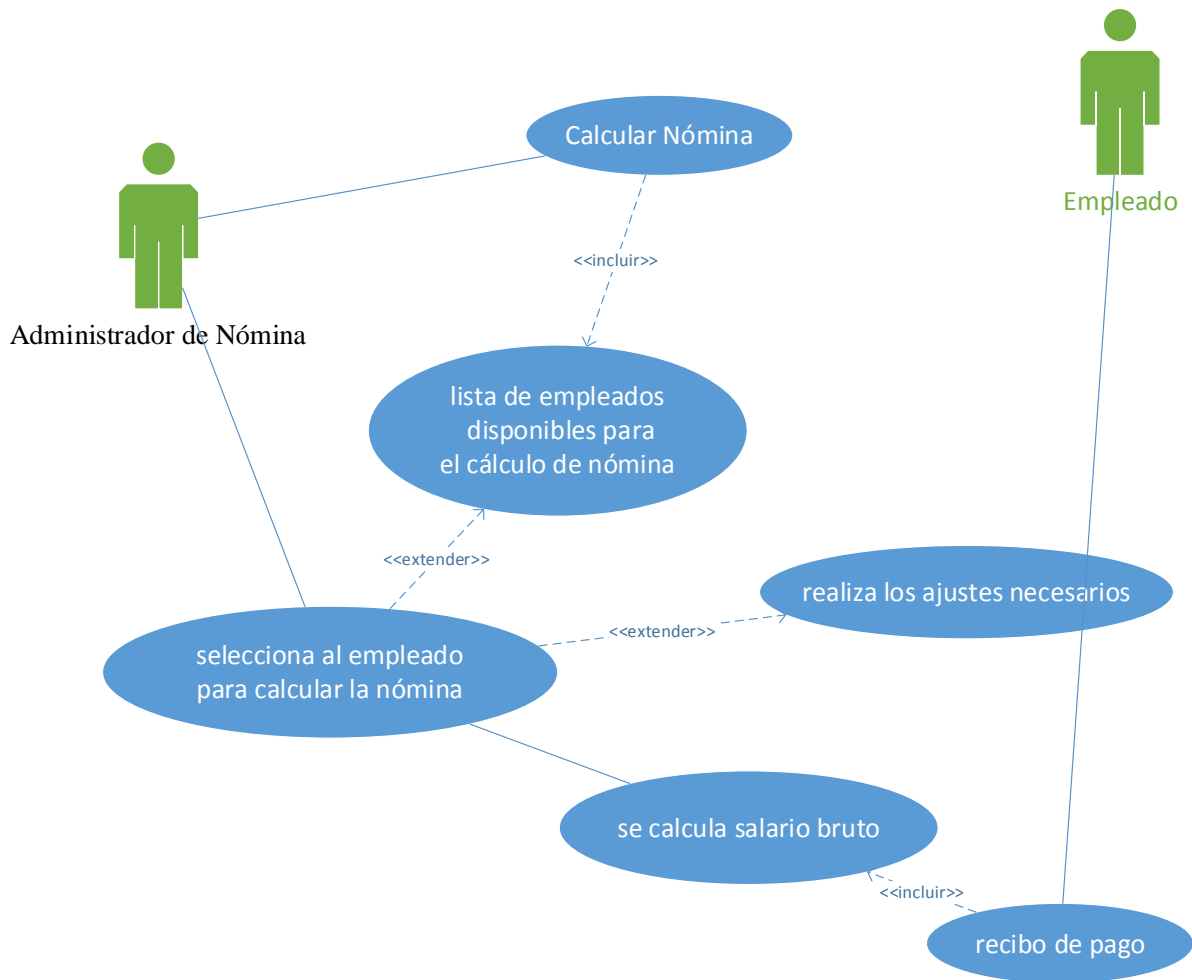 Calcular Nómina
Empleado
<<incluir>>
Administrador de Nómina
lista de empleados
disponibles para
el cálculo de nómina
<<extender>>
realiza los ajustes necesarios
<<extender>>
selecciona al empleado
para calcular la nómina
se calcula salario bruto
<<incluir>>
recibo de pago